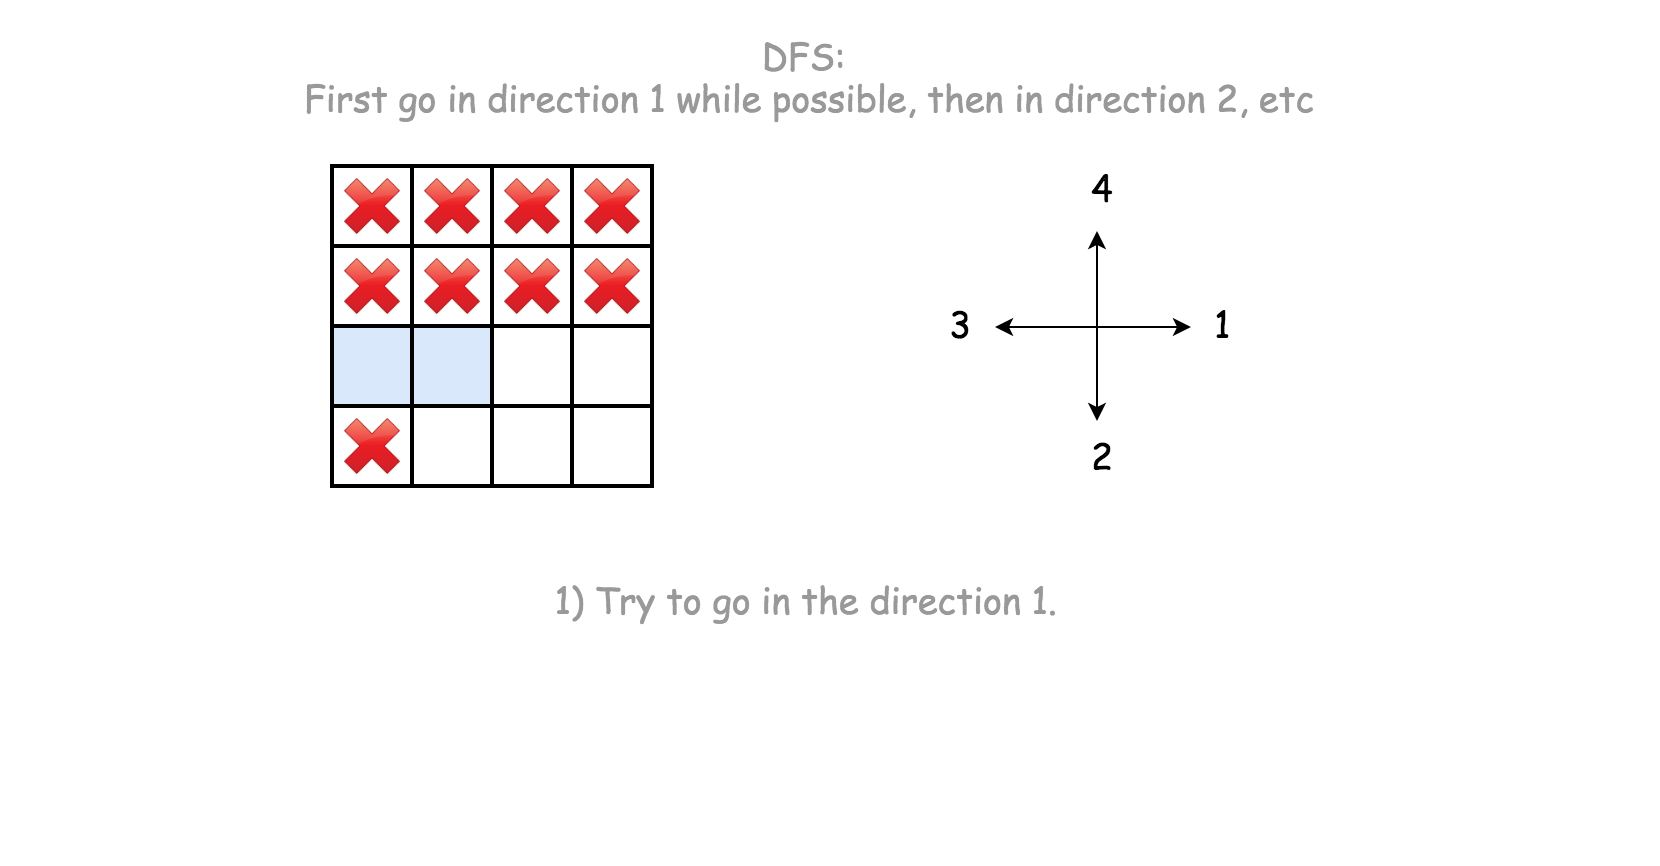 DFS:
First go in direction 1 while possible, then in direction 2, etc
4
3
1
2
1) Try to go in the direction 1.